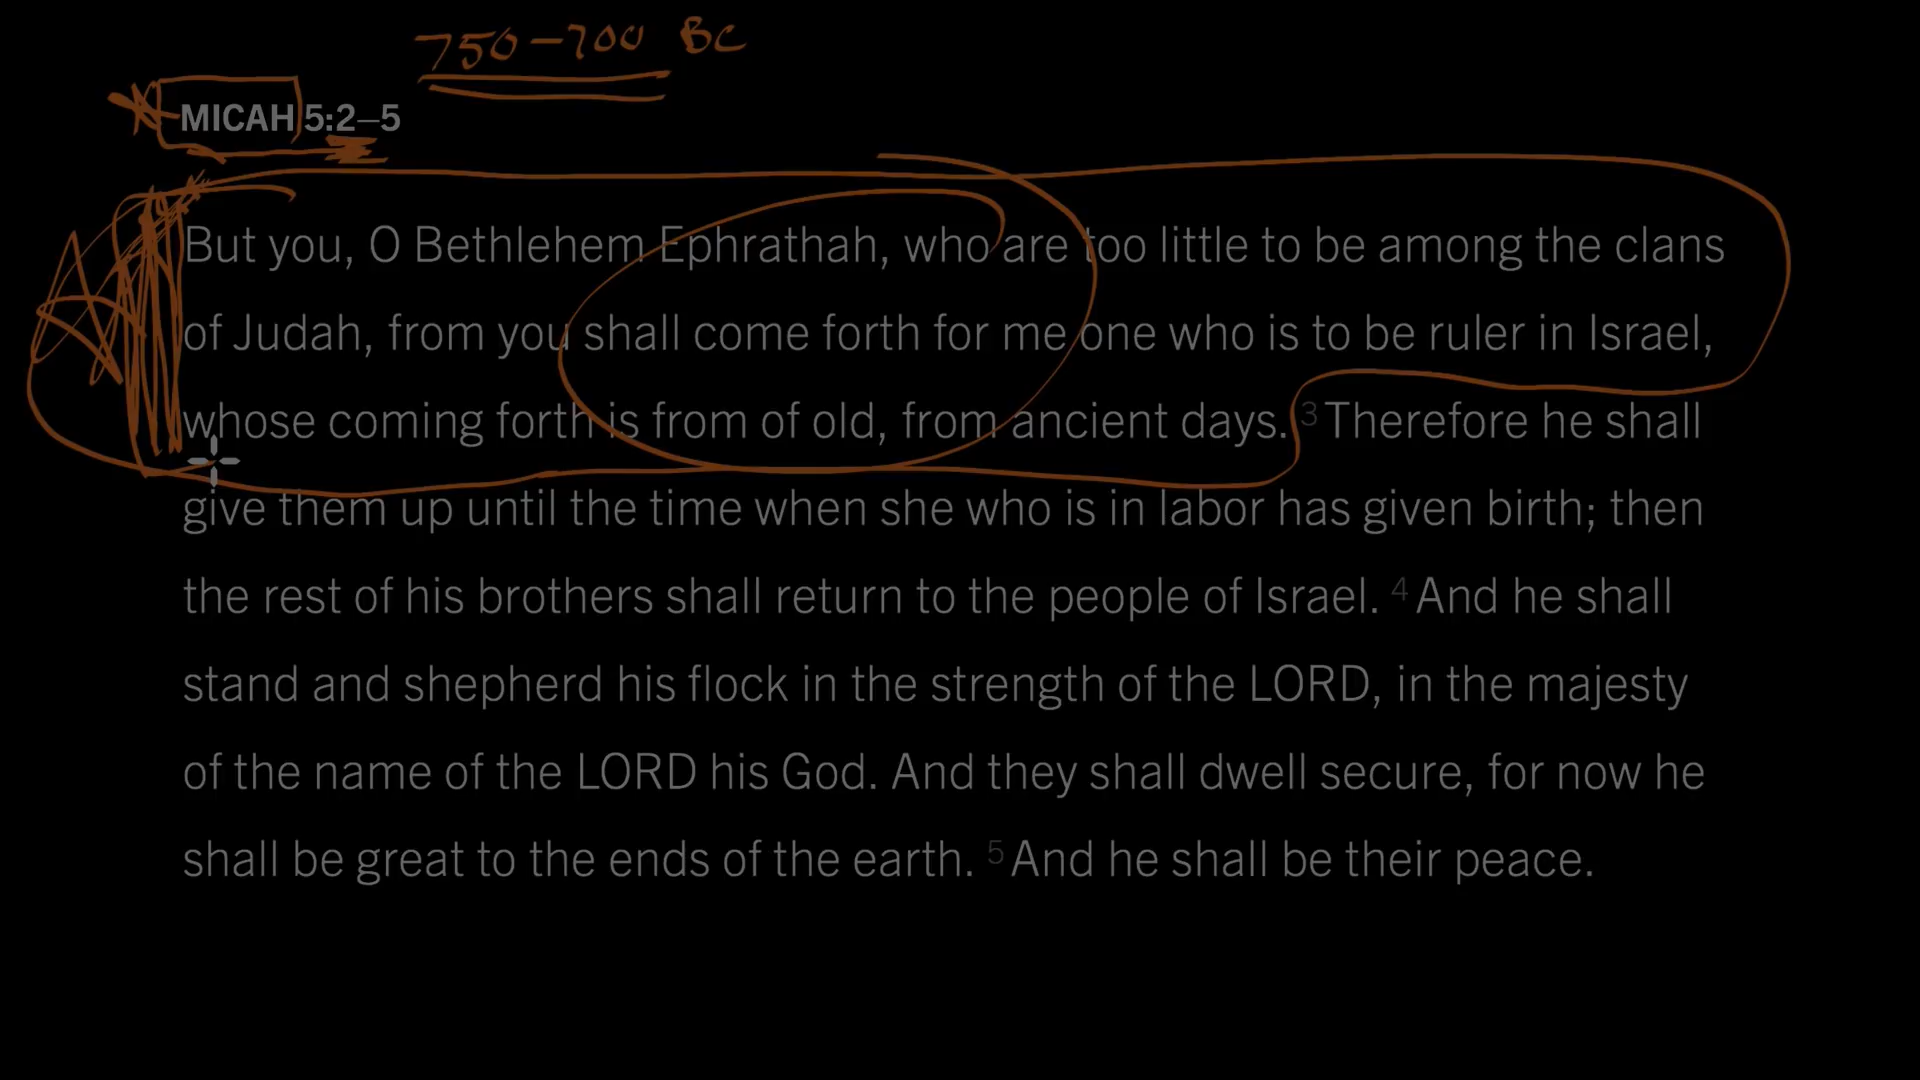 750-700 BC
MICAH 5:2–5
But you, O Bethlehem Ephrathah, who are too little to be among the clans
of Judah, from you shall come forth for me one who is to be ruler in Israel,
whose coming forth is from of old, from ancient days. 3 Therefore he shall
give them up until the time when she who is in labor has given birth; then
the rest of his brothers shall return to the people of Israel. 4 And he shall
stand and shepherd his flock in the strength of the LORD, in the majesty
of the name of the LORD his God. And they shall dwell secure, for now he
shall be great to the ends of the earth. 5 And he shall be their peace.